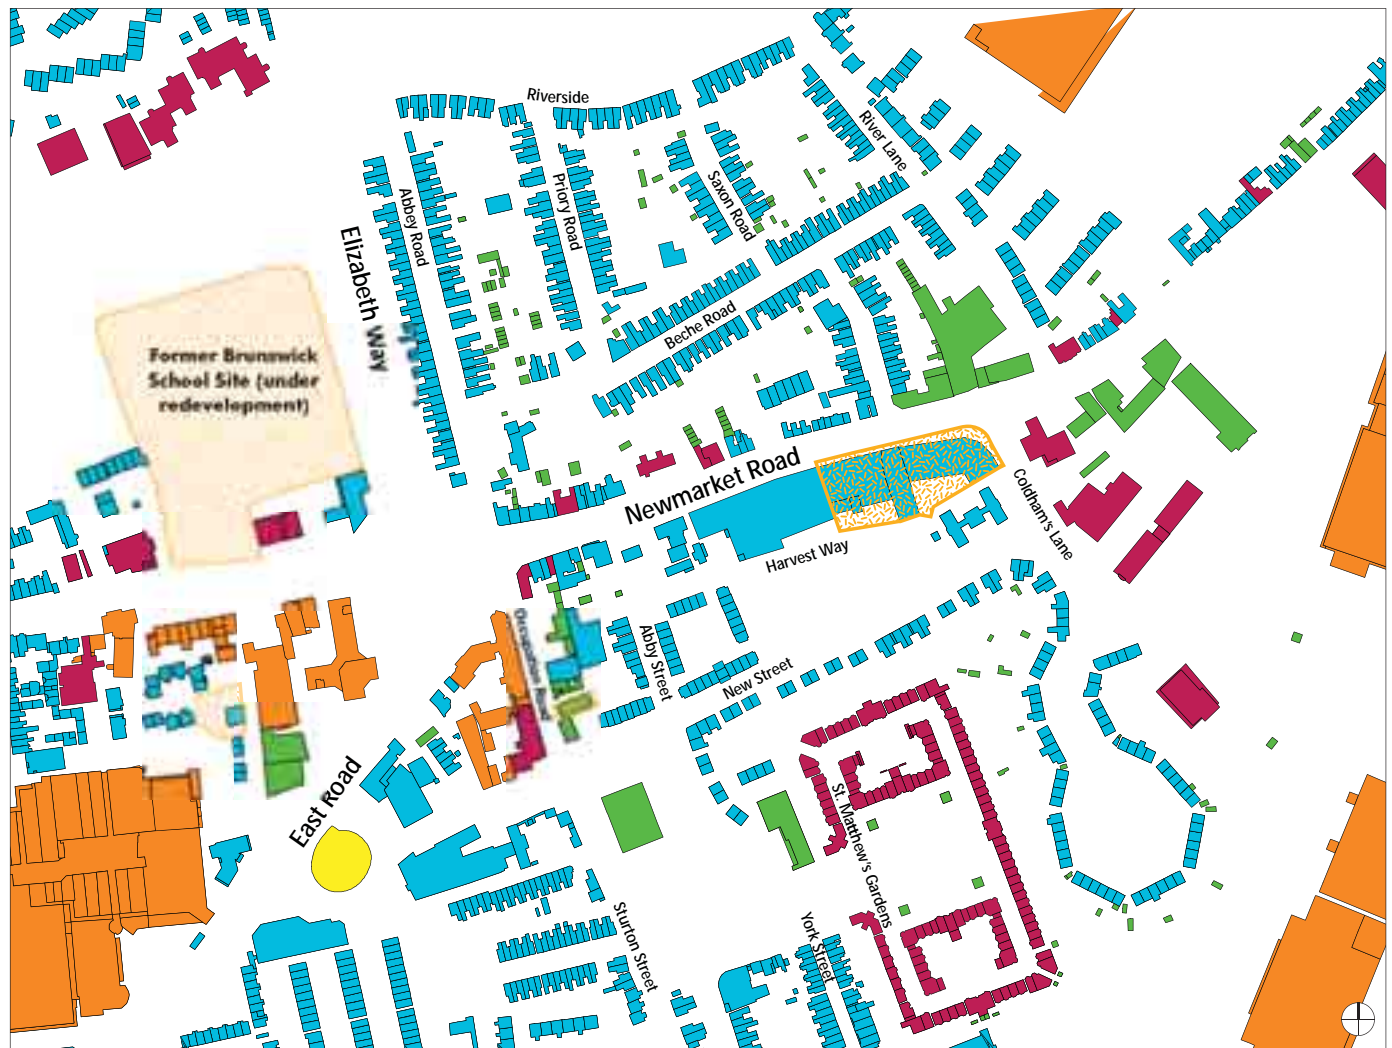 Riverside
River Lane
Abbey Road
Priory Road
Saxon Road
Elizabeth Way
Beche Road
Former Brunswick
School Site (under
redevelopment)
Newmarket Road
Coldham's Lane
Harvest Way
Occupation Road
Abby Street
New Street
East Road
St. Matthew's Gardens
Sturton Street
York Street